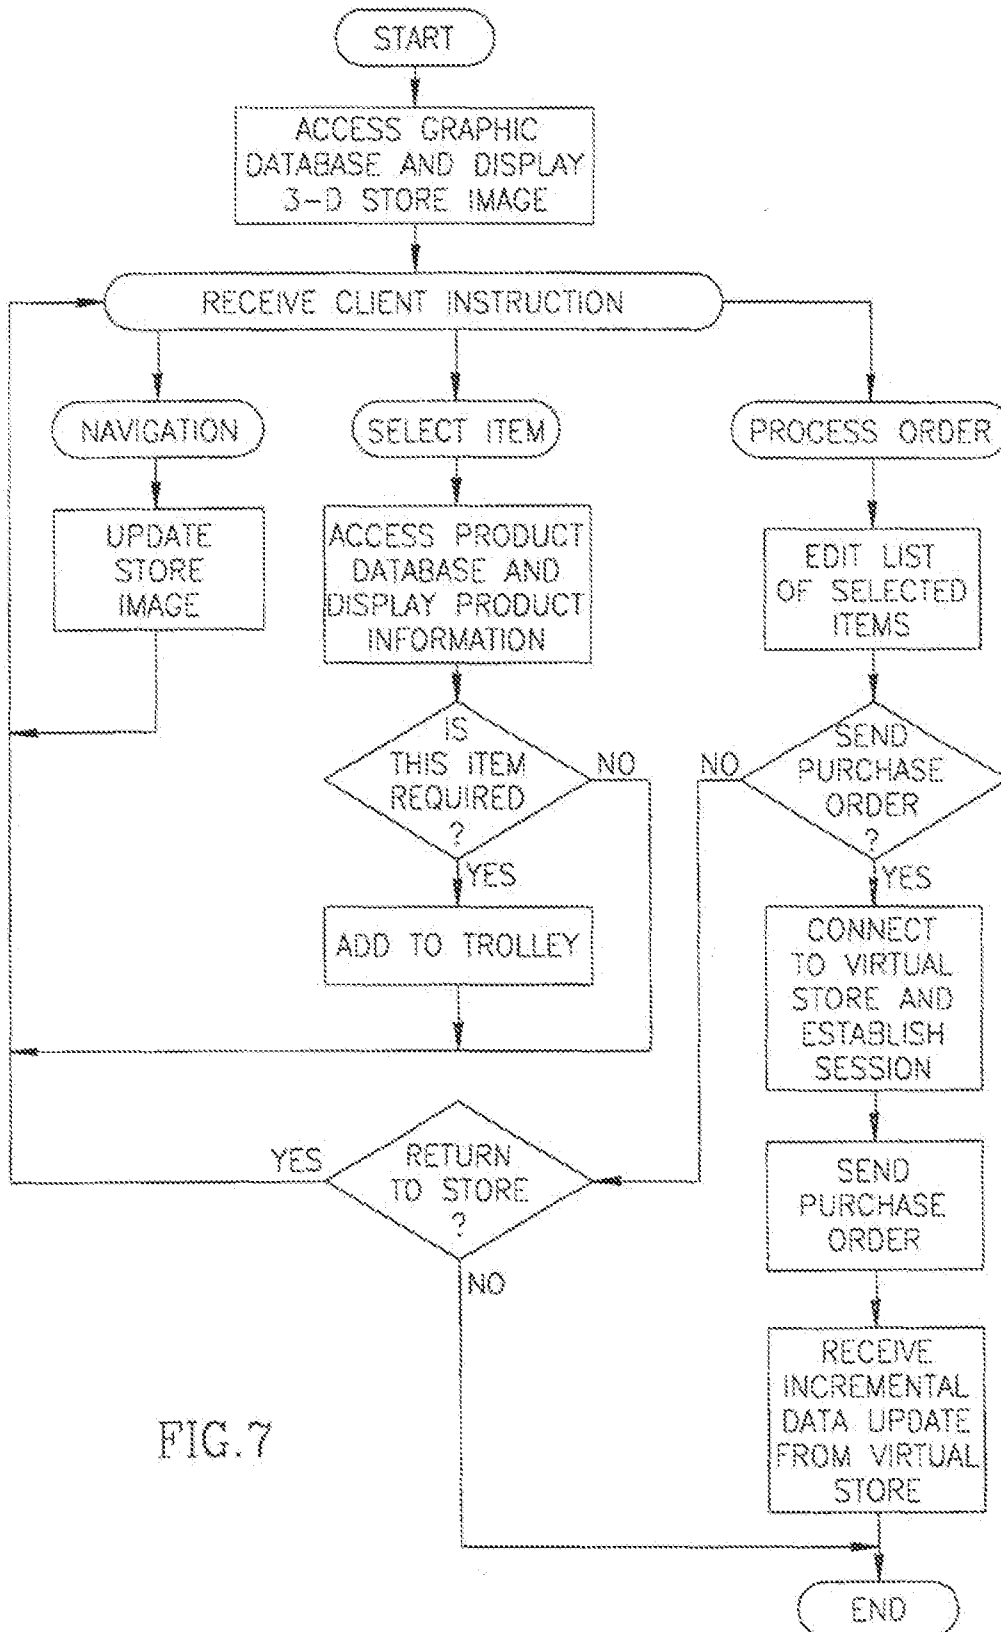 START
ACCESS GRAPHIC
DATABASE AND DISPLAY
3-D STORE IMAGE
RECEIVE CLIENT INSTRUCTION
NAVIGATION
SELECT ITEM
PROCESS ORDER
UPDATE
STORE
IMAGE
ACCESS PRODUCT
DATABASE AND
DISPLAY PRODUCT
INFORMATION
EDIT LIST
OF SELECTED
ITEMS
IS
THIS ITEM
REQUIRED
?
NO
YES
ADD TO TROLLEY
SEND
PURCHASE
ORDER
?
NO
YES
CONNECT
TO VIRTUAL
STORE AND
ESTABLISH
SESSION
RETURN
TO STORE
?
YES
NO
SEND
PURCHASE
ORDER
RECEIVE
INCREMENTAL
DATA UPDATE
FROM VIRTUAL
STORE
END
FIG.7